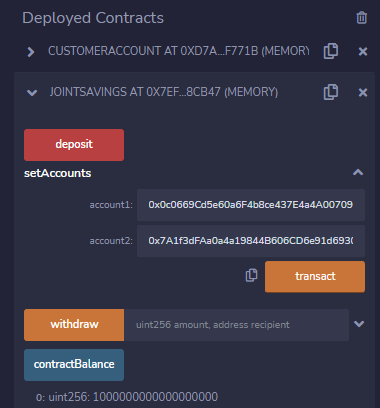 Deployed Contracts
CUSTOMERACCOUNT AT 0XD7A...F771B (MEMORY)
JOINTSAVINGS AT 0X7EF...8CB47 (MEMORY)
deposit
setAccounts
account1: 0x0c0669Cd5e60a6F4b8ce437E4a4A00709
account2: 0x7A1f3dFAa0a4a19844B606CD6e91d6930
transact
withdraw uint256 amount, address recipient
contractBalance
0: uint256: 1000000000000000000